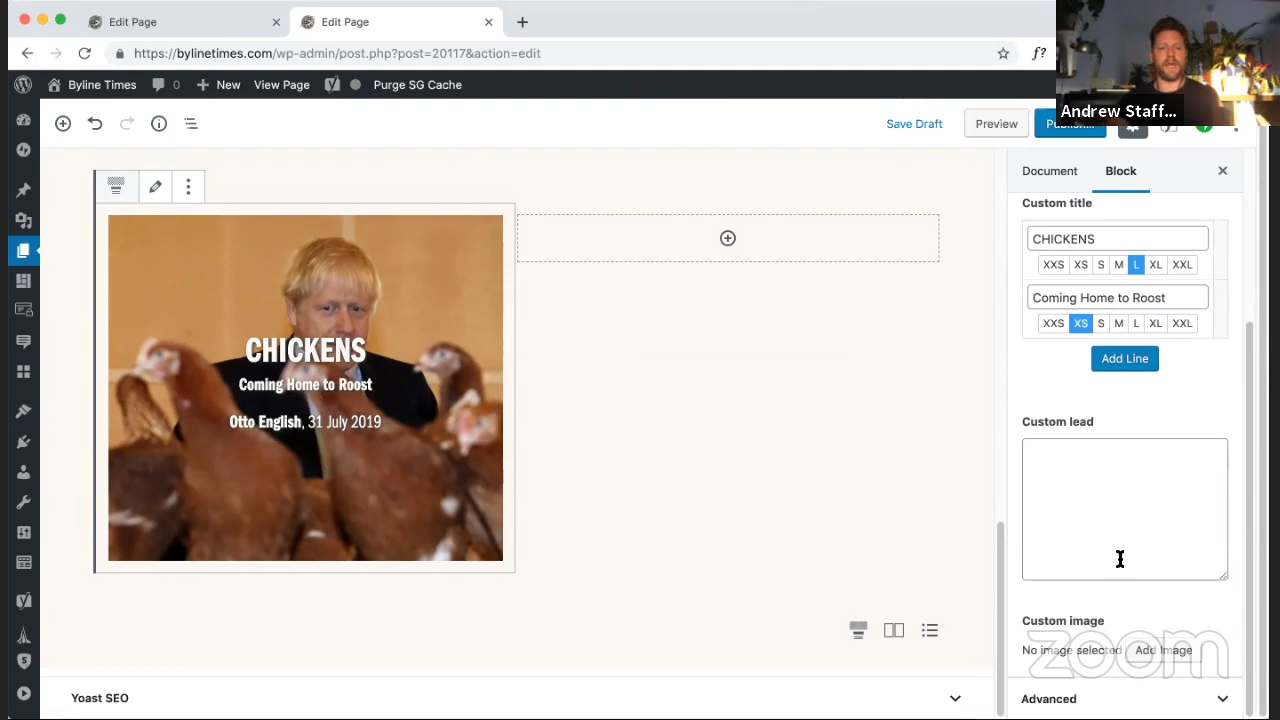 Edit Page
Edit Page
https://bylinetimes.com/wp-admin/post.php?post=20117&action=edit
f?
Byline Times
0
New
View Page
Purge SG Cache
Andrew Staff...
Save Draft
Preview
Publish...
Document
Block
Custom title
CHICKENS
XXS XS S M L XL XXL
Coming Home to Roost
XXS XS S M L XL XXL
Add Line
CHICKENS
Coming Home to Roost
Otto English, 31 July 2019
Custom lead
Custom image
No image selected
Add Image
zoom
Yoast SEO
Advanced